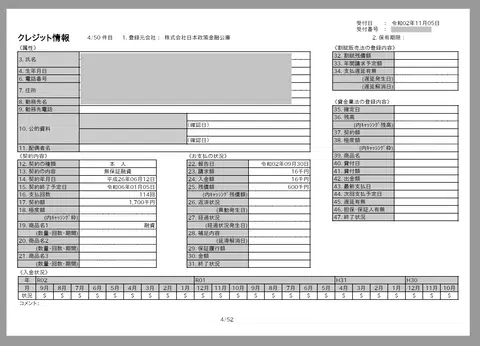 受付日 : 令和02年11月05日
受付番号 :
クレジット情報 4/50件目 1. 登録元会社 : 株式会社日本政策金融公庫 2. 保有期限 :
〈属性〉
3. 氏名
4. 生年月日
6. 電話番号
7. 住所
8. 勤務先名
9. 勤務先電話
10. 公的資料 (確認日)
(確認日)
11. 配偶者名
〈契約内容〉
12. 契約の種類 本 人
13. 契約の内容 無保証融資
14. 契約年月日 平成26年06月12日
15. 契約終了予定日 令和06年01月05日
16. 支払回数 114回
17. 契約額 1,700千円
18. 極度額
(内キャッシング枠)
19. 商品名1 融資
(数量・回数・期間)
20. 商品名2
(数量・回数・期間)
21. 商品名3
(数量・回数・期間)
〈お支払の状況〉
22. 報告日 令和02年09月30日
23. 請求額 16千円
24. 入金額 16千円
25. 残債額 600千円
(内キャッシング残債額)
26. 返済状況
(異動発生日)
27. 経過状況
(経過状況発生日)
28. 補足内容
(延滞解消日)
29. 保証履行額
30. 金額
31. 終了状況
〈割賦販売法の登録内容〉
32. 割賦残債額
33. 年間請求予定額
34. 支払遅延有無
(遅延発生日)
(遅延解消日)
〈貸金業法の登録内容〉
35. 確定日
36. 残高
(内キャッシング残高)
37. 契約額
38. 極度額
(内キャッシング枠)
39. 商品名
40. 貸付日
41. 貸付額
42. 出金額
43. 最新支払日
44. 次回支払予定日
45. 遅延有無
46. 担保・保証人有無
47. 終了状況
〈入金状況〉
年 R02 R01 H31 H30
月 9月 8月 7月 6月 5月 4月 3月 2月 1月 12月 11月 10月 9月 8月 7月 6月 5月 4月 3月 2月 1月 12月 11月 10月
状況 $ $ $ $ $ $ $ $ $ $ $ $ $ $ $ $ $ $ $ $ $ $ $ $
コメント:
4/52